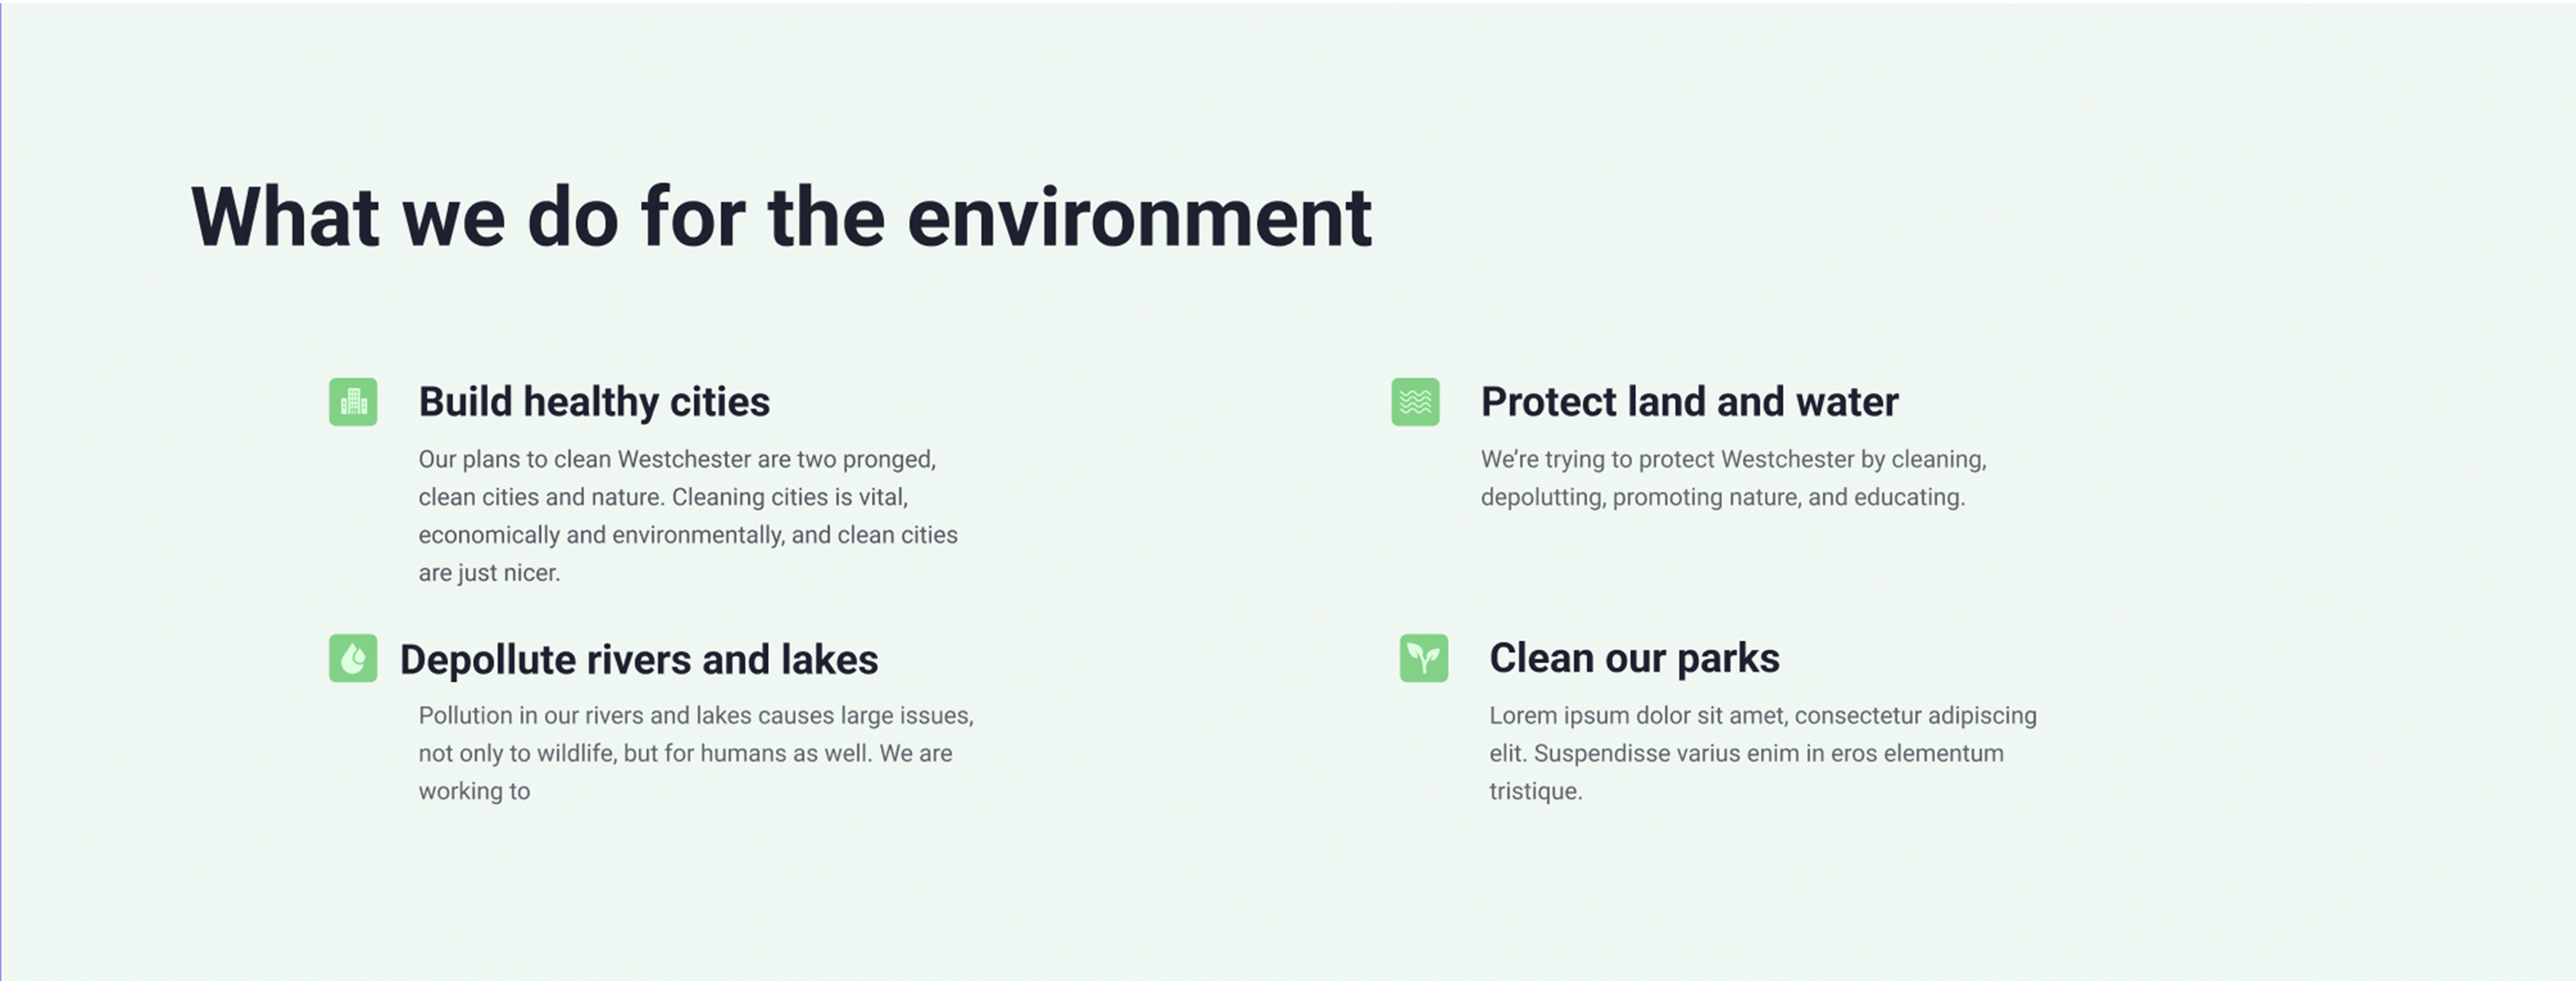 What we do for the environment
Build healthy cities
Our plans to clean Westchester are two pronged,
clean cities and nature. Cleaning cities is vital,
economically and environmentally, and clean cities
are just nicer.
Protect land and water
We’re trying to protect Westchester by cleaning,
depolutting, promoting nature, and educating.
Depollute rivers and lakes
Pollution in our rivers and lakes causes large issues,
not only to wildlife, but for humans as well. We are
working to
Clean our parks
Lorem ipsum dolor sit amet, consectetur adipiscing
elit. Suspendisse varius enim in eros elementum
tristique.